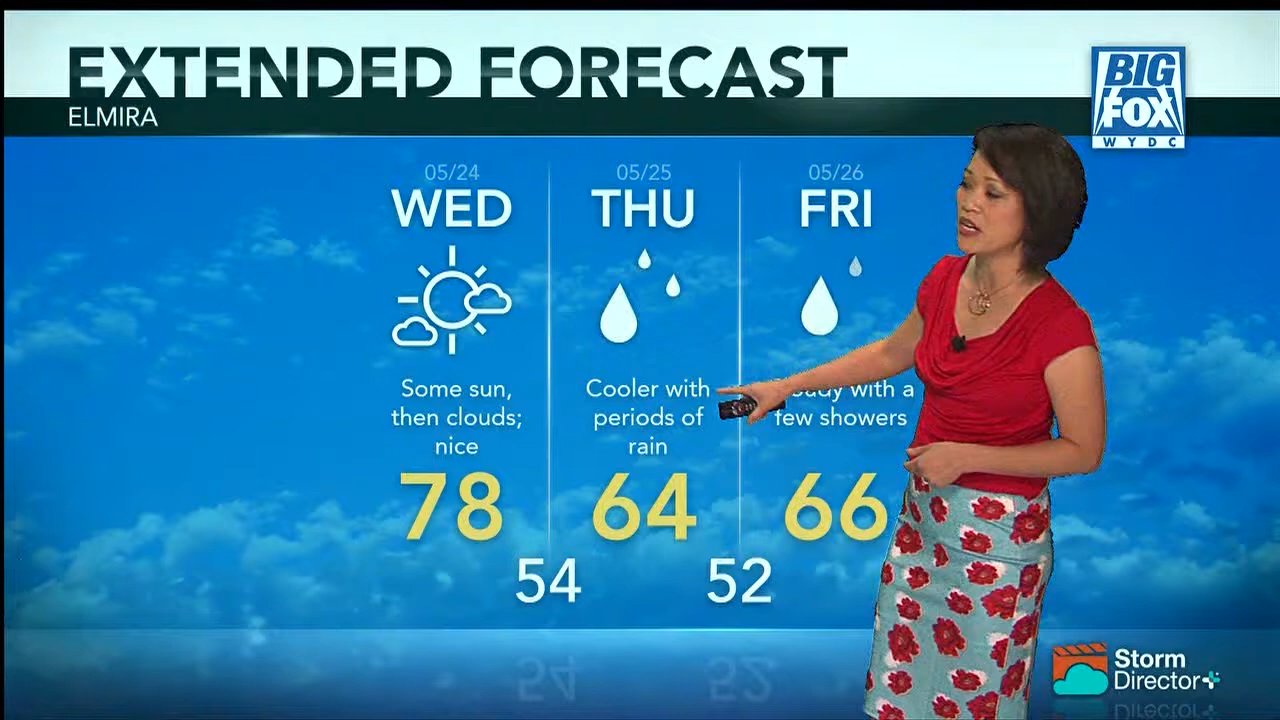 EXTENDED FORECAST
ELMIRA
BIG
FOX
WYDC
05/24
WED
Some sun,
then clouds;
nice
78
54
05/25
THU
Cooler with
periods of
rain
64
52
05/26
FRI
with a
few showers
66
Storm
Director+